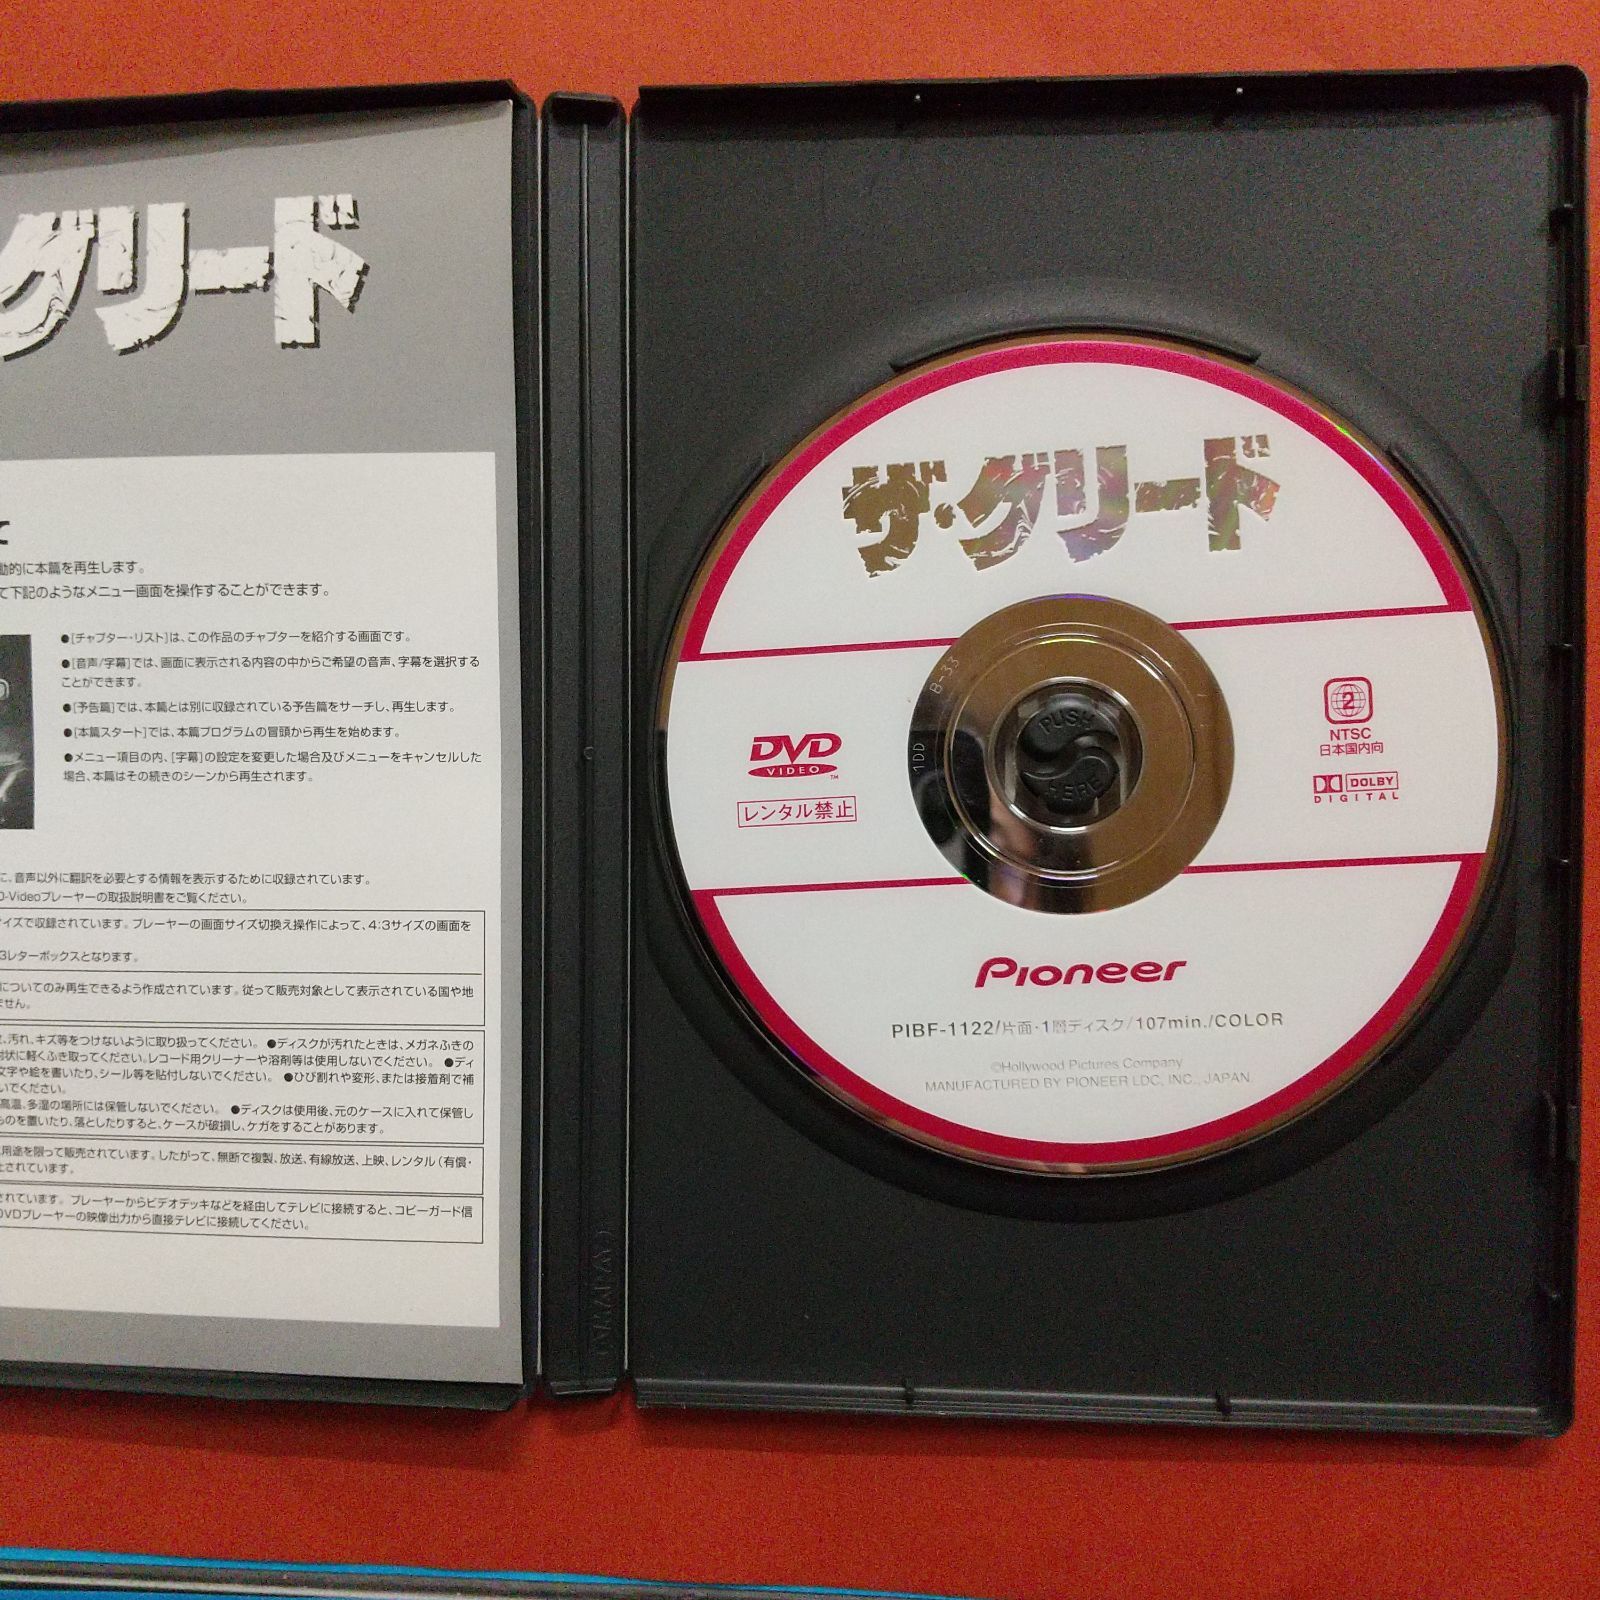 グリード
て
動的に本篇を再生します。
て下記のようなメニュー画面を操作することができます。
●[チャプター・リスト]は、この作品のチャプターを紹介する画面です。
●[音声/字幕]では、画面に表示される内容の中からご希望の音声、字幕を選択する
ことができます。
●[予告篇]では、本篇とは別に収録されている予告篇をサーチし、再生します。
●[本篇スタート]では、本篇プログラムの冒頭から再生を始めます。
●メニュー項目の内、[字幕]の設定を変更した場合及びメニューをキャンセルした
場合、本篇はその続きのシーンから再生されます。
に、音声以外に翻訳を必要とする情報を表示するために収録されています。
D-Videoプレーヤーの取扱説明書をご覧ください。
イズで収録されています。プレーヤーの画面サイズ切換え操作によって、4:3サイズの画面を
3レターボックスとなります。
についてのみ再生できるよう作成されています。従って販売対象として表示されている国や地
ません。
、汚れ、キズ等をつけないように取り扱ってください。 ●ディスクが汚れたときは、メガネふきの
射状に軽くふき取ってください。レコード用クリーナーや溶剤等は使用しないでください。 ●ディ
文字や絵を書いたり、シール等を貼付しないでください。 ●ひび割れや変形、または接着剤で補
いでください。
高温、多湿の場所には保管しないでください。 ●ディスクは使用後、元のケースに入れて保管し
ものを置いたり、落としたりすると、ケースが破損し、ケガをすることがあります。
用途を限って販売されています。したがって、無断で複製、放送、有線放送、上映、レンタル（有償・
止されています。
されています。プレーヤーからビデオデッキなどを経由してテレビに接続すると、コピーガード信
DVDプレーヤーの映像出力から直接テレビに接続してください。
AMARAY
ザ・グリード
1DD B-33
PUSH
HERE
DVD
VIDEO
TM
レンタル禁止
2
NTSC
日本国内向
DOLBY
DIGITAL
Pioneer
PIBF-1122/片面・1層ディスク/107min./COLOR
©Hollywood Pictures Company
MANUFACTURED BY PIONEER LDC, INC., JAPAN.